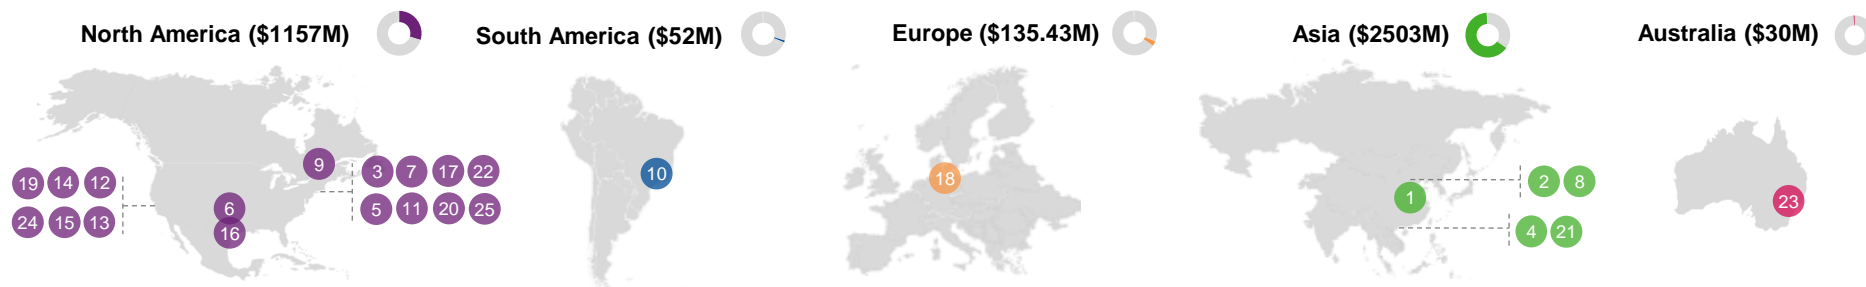 North America ($1157M)
South America ($52M)
Europe ($135.43M)
Asia ($2503M)
Australia ($30M)
9
3 7 17 22
19 14 12
5 11 20 25
6
24 15 13
16
10
18
1
2 8
4 21
23